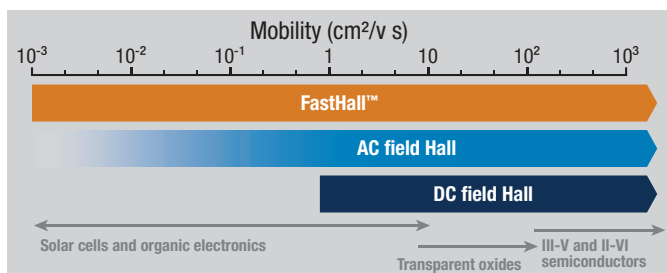 Mobility (cm²/v s)
10⁻³ 10⁻² 10⁻¹ 1 10 10² 10³
FastHall™
AC field Hall
DC field Hall
Solar cells and organic electronics
Transparent oxides
III-V and II-VI
semiconductors